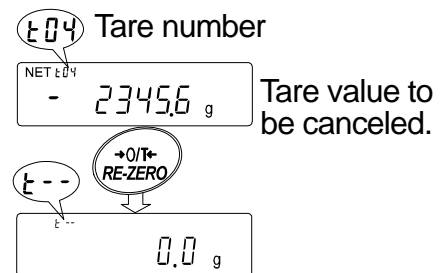 t04 Tare number
NET t04
- 2345.6 g
Tare value to
be canceled.
→0/T←
RE-ZERO
t--
t--
0.0 g